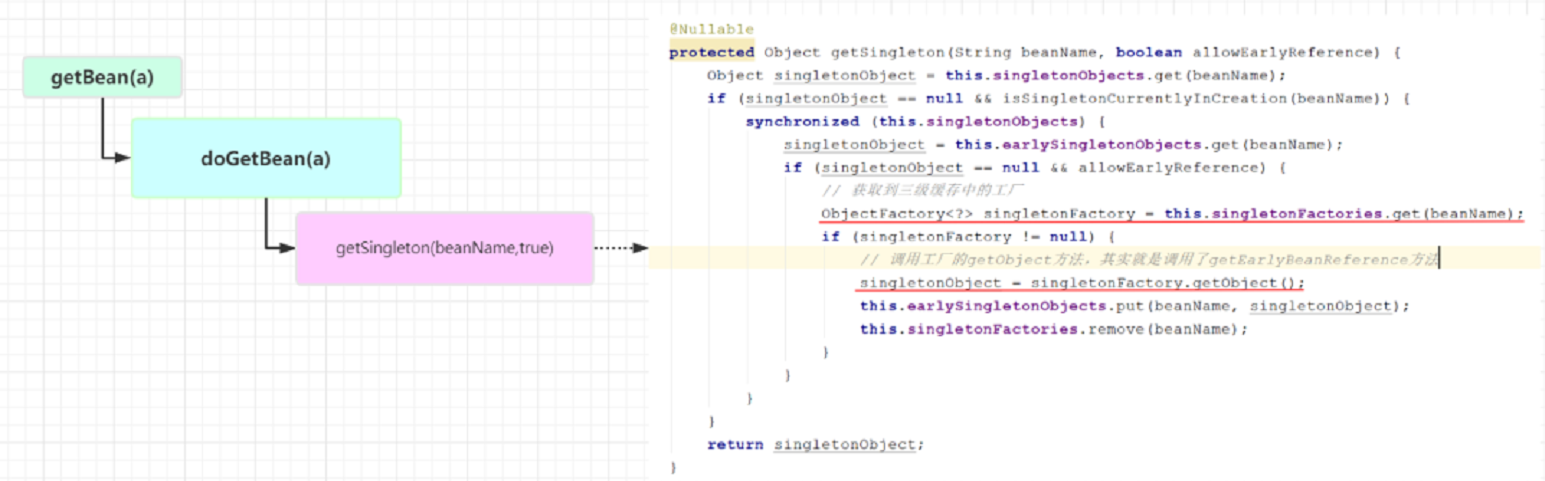 getBean(a)
doGetBean(a)
getSingleton(beanName,true)
@Nullable
protected Object getSingleton(String beanName, boolean allowEarlyReference) {
Object singletonObject = this.singletonObjects.get(beanName);
if (singletonObject == null && isSingletonCurrentlyInCreation(beanName)) {
synchronized (this.singletonObjects) {
singletonObject = this.earlySingletonObjects.get(beanName);
if (singletonObject == null && allowEarlyReference) {
// 获取到三级缓存中的工厂
ObjectFactory<?> singletonFactory = this.singletonFactories.get(beanName);
if (singletonFactory != null) {
// 调用工厂的getObject方法，其实就是调用了getEarlyBeanReference方法
singletonObject = singletonFactory.getObject();
this.earlySingletonObjects.put(beanName, singletonObject);
this.singletonFactories.remove(beanName);
}
}
}
}
return singletonObject;
}